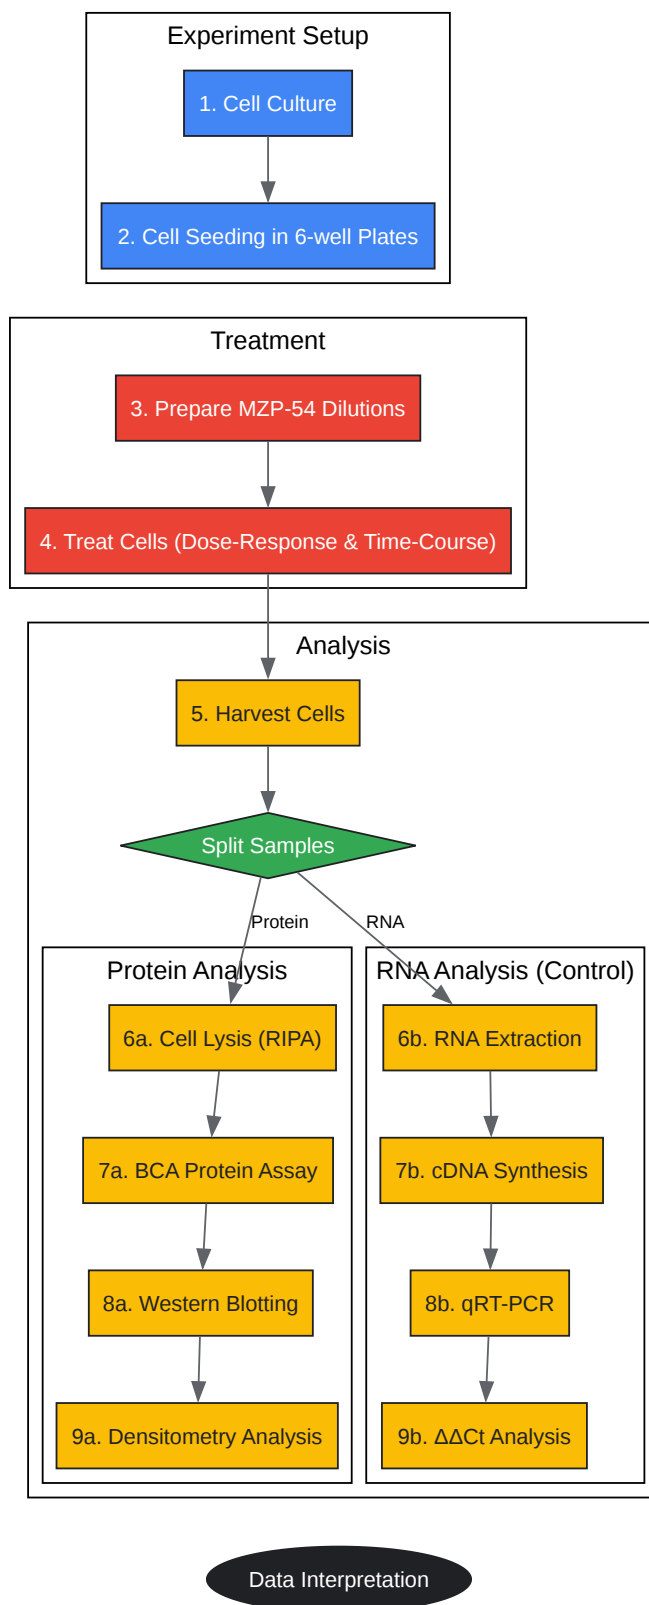 Experiment Setup
1. Cell Culture
2. Cell Seeding in 6-well Plates
Treatment
3. Prepare MZP-54 Dilutions
4. Treat Cells (Dose-Response & Time-Course)
Analysis
5. Harvest Cells
Split Samples
Protein
RNA
Protein Analysis
6a. Cell Lysis (RIPA)
7a. BCA Protein Assay
8a. Western Blotting
9a. Densitometry Analysis
RNA Analysis (Control)
6b. RNA Extraction
7b. cDNA Synthesis
8b. qRT-PCR
9b. ΔΔCt Analysis
Data Interpretation